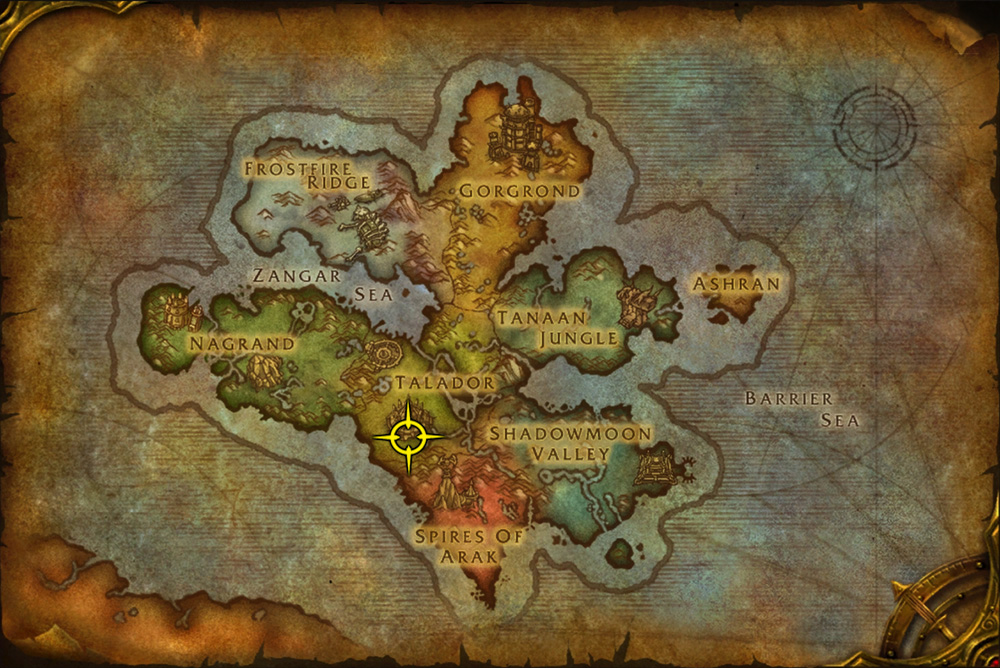 FROSTFIRE
RIDGE
GORGROND
ZANGAR
SEA
ASHRAN
TANAAN
JUNGLE
NAGRAND
TALADOR
BARRIER
SEA
SHADOWMOON
VALLEY
SPIRES OF
ARAK